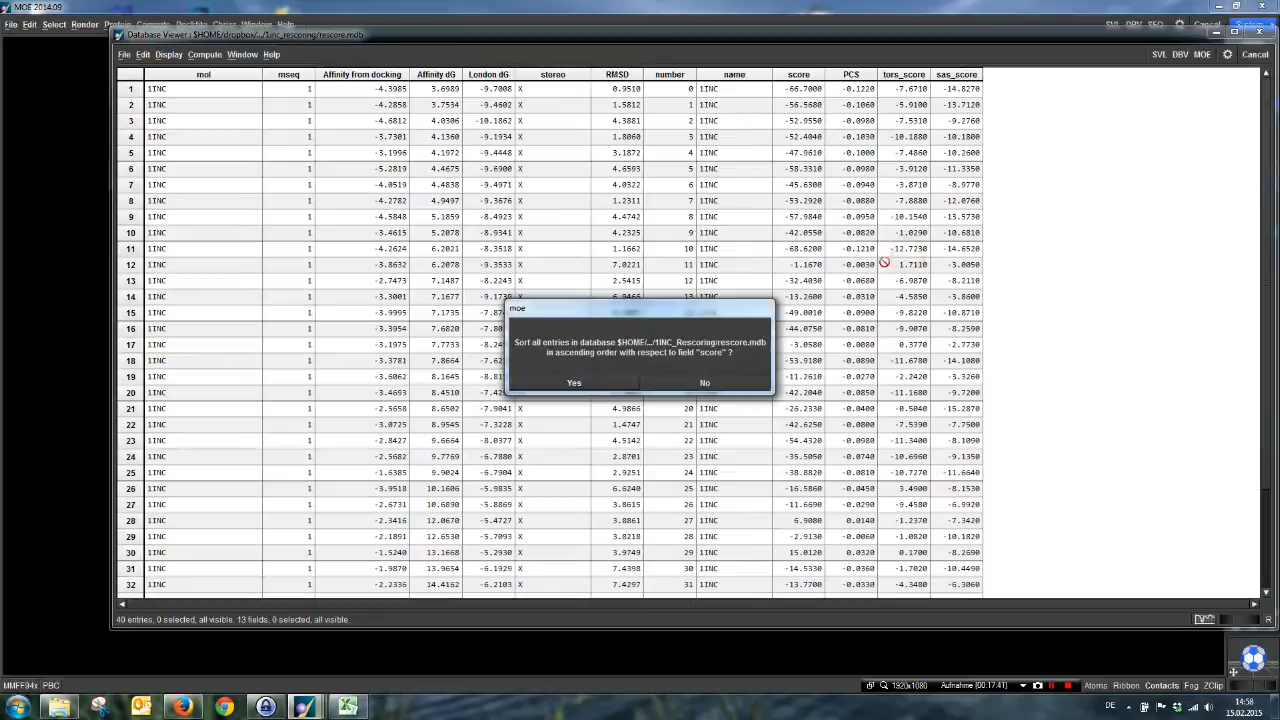 MOE 2014.09
File Edit Select Render
SVL DBV SEQ Cancel System
Database Viewer : $HOME/dropbox/.../1inc_rescoring/rescore.mdb
File Edit Display Compute Window Help SVL DBV MOE Cancel
mol mseq Affinity from docking Affinity dG London dG stereo RMSD number name score PCS tors_score sas_score
1 1INC 1 -4.3985 3.6989 -9.7008 X 0.9510 0 1INC -66.7000 -0.1220 -7.6710 -14.8270
2 1INC 1 -4.2858 3.7534 -9.4602 X 1.5812 1 1INC -56.5680 -0.1060 -5.9100 -13.7120
3 1INC 1 -4.6812 4.0306 -10.1862 X 4.3881 2 1INC -52.9550 -0.0980 -7.5310 -9.2760
4 1INC 1 -3.7301 4.1360 -9.1934 X 1.8060 3 1INC -52.4040 -0.1030 -10.1880 -10.1800
5 1INC 1 -3.1996 4.1972 -9.4448 X 3.1872 4 1INC -47.9610 -0.1000 -7.4860 -10.2600
6 1INC 1 -5.2819 4.4675 -9.6900 X 4.6593 5 1INC -58.3310 -0.0980 -3.9120 -11.3350
7 1INC 1 -4.0519 4.4838 -9.4971 X 4.0322 6 1INC -45.6300 -0.0940 -3.8710 -8.9770
8 1INC 1 -4.2782 4.9497 -9.3676 X 1.2311 7 1INC -53.2920 -0.0880 -7.8880 -12.0760
9 1INC 1 -4.5848 5.1859 -8.4923 X 4.4742 8 1INC -57.9840 -0.0950 -10.1540 -13.5730
10 1INC 1 -3.4615 5.2078 -8.9341 X 4.2325 9 1INC -42.0550 -0.0820 -1.0290 -10.6810
11 1INC 1 -4.2624 6.2021 -8.3518 X 1.1662 10 1INC -68.6200 -0.1210 -12.7230 -14.6520
12 1INC 1 -3.8632 6.2078 -9.3533 X 7.0221 11 1INC -1.1670 -0.0030 1.7110 -3.0050
13 1INC 1 -2.7473 7.1487 -8.2243 X 2.5415 12 1INC -32.4030 -0.0680 -6.9870 -8.2110
14 1INC 1 -3.3001 7.1677 -9.173 -13.2600 -0.0310 -4.5850 -3.8600
15 1INC 1 -3.9995 7.1735 -7.87 -49.0010 -0.0900 -9.8220 -10.8710
16 1INC 1 -3.3954 7.6820 -7.80 -44.0750 -0.0810 -9.9070 -8.2590
17 1INC 1 -3.1975 7.7733 -8.24 -3.0580 -0.0080 0.3770 -2.7730
18 1INC 1 -3.3781 7.8664 -7.62 -53.9180 -0.0890 -11.6780 -14.1080
19 1INC 1 -3.6062 8.1645 -8.81 -11.2610 -0.0270 -2.2420 -3.3260
20 1INC 1 -3.4693 8.4510 -7.42 -42.2040 -0.0850 -11.1680 -9.7200
moe
Sort all entries in database $HOME/.../1INC_Rescoring/rescore.mdb
in ascending order with respect to field "score" ?
Yes No
21 1INC 1 -2.5658 8.6502 -7.9041 X 4.9866 20 1INC -26.2330 -0.0400 -0.5040 -15.2870
22 1INC 1 -3.0725 8.9545 -7.3228 X 1.4747 21 1INC -42.6250 -0.0800 -7.5390 -7.7500
23 1INC 1 -2.8427 9.6664 -8.0377 X 4.5142 22 1INC -54.4320 -0.0980 -11.3400 -8.1090
24 1INC 1 -2.5682 9.7769 -6.7880 X 2.8701 23 1INC -35.5050 -0.0740 -10.6960 -9.1350
25 1INC 1 -1.6385 9.9024 -6.7904 X 2.9251 24 1INC -38.8820 -0.0810 -10.7270 -11.6640
26 1INC 1 -3.9518 10.1606 -5.9835 X 6.6240 25 1INC -16.5860 -0.0450 3.4900 -8.1530
27 1INC 1 -2.6731 10.6890 -5.8869 X 3.8615 26 1INC -11.6690 -0.0290 -9.4580 -6.9920
28 1INC 1 -2.3416 12.0670 -5.4727 X 3.8861 27 1INC 6.9080 0.0140 -1.2370 -7.3420
29 1INC 1 -2.1891 12.6530 -5.7093 X 3.8218 28 1INC -2.9130 -0.0060 -1.0820 -10.1820
30 1INC 1 -1.5240 13.1668 -5.2930 X 3.9749 29 1INC 15.0120 0.0320 0.1700 -8.2690
31 1INC 1 -1.9870 13.9654 -6.1929 X 7.4398 30 1INC -14.5330 -0.0360 -1.7020 -10.4490
32 1INC 1 -2.2336 14.4162 -6.2103 X 7.4297 31 1INC -13.7700 -0.0330 -4.3480 -6.3060
40 entries, 0 selected, all visible. 13 fields, 0 selected, all visible. R
MMFF94x PBC 1920x1080 Aufnahme [00:17.41] Atoms Ribbon Contacts Fog ZClip
DE 14:58
15.02.2015